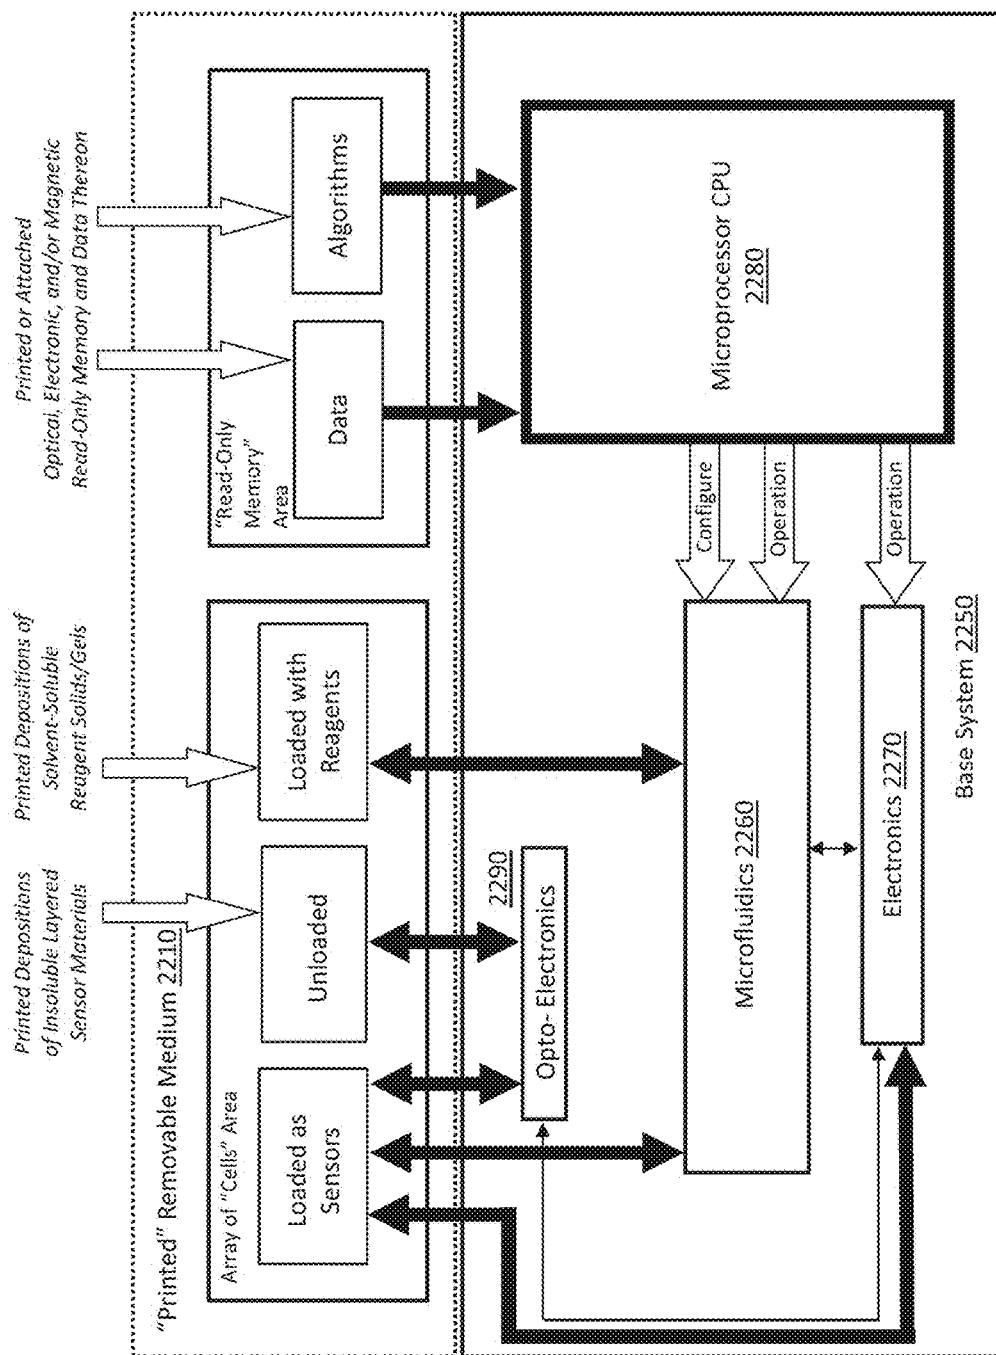 Printed Depositions
of Insoluble Layered
Sensor Materials
Printed Depositions of
Solvent-Soluble
Reagent Solids/Gels
Printed or Attached
Optical, Electronic, and/or Magnetic
Read-Only Memory and Data Thereon
"Printed" Removable Medium 2210
Array of "Cells" Area
Loaded as
Sensors
Unloaded
Loaded with
Reagents
"Read-Only
Memory"
Area
Data
Algorithms
2290
Opto- Electronics
Microfluidics 2260
Electronics 2270
Configure
Operation
Operation
Microprocessor CPU
2280
Base System 2250